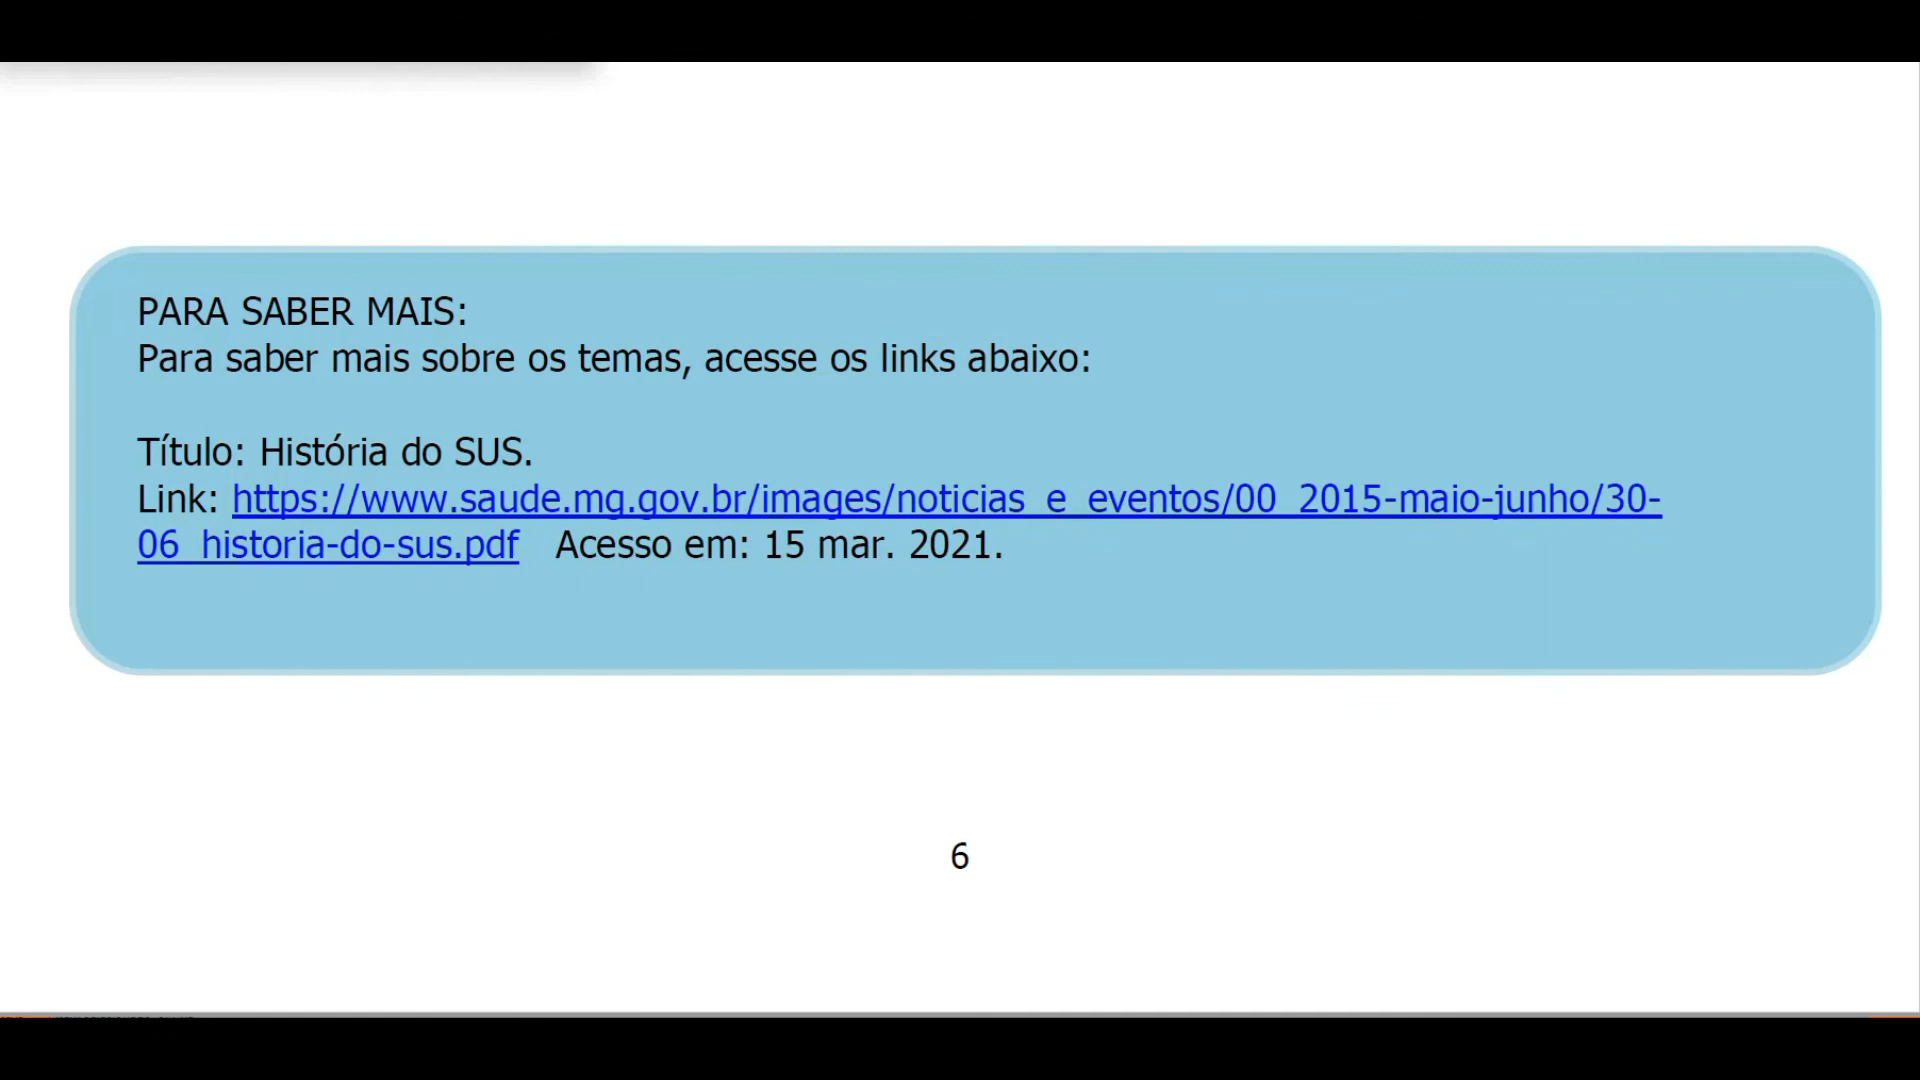 PARA SABER MAIS:
Para saber mais sobre os temas, acesse os links abaixo:
Título: História do SUS.
Link: https://www.saude.mg.gov.br/images/noticias_e_eventos/00_2015-maio-junho/30-
06_historia-do-sus.pdf Acesso em: 15 mar. 2021.
6